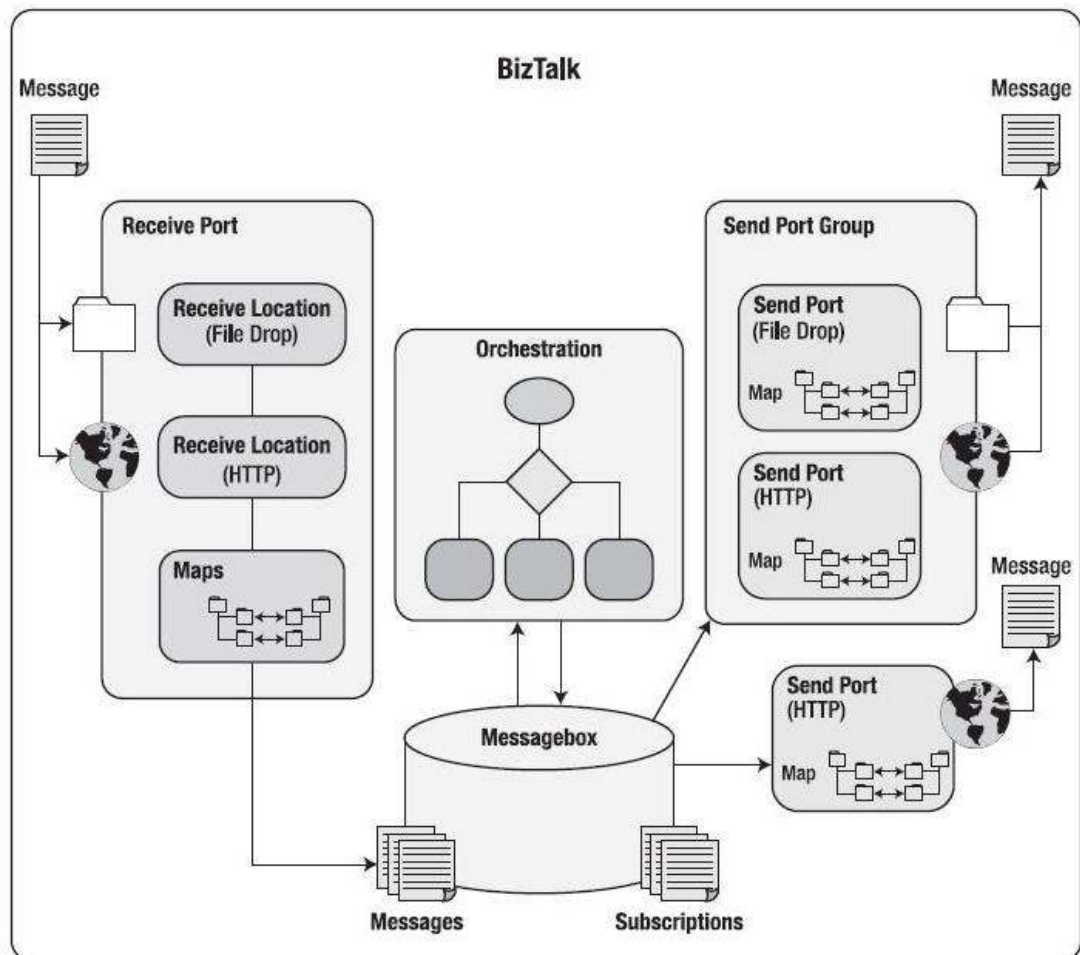 BizTalk
Message
Message
Receive Port
Receive Location
(File Drop)
Receive Location
(HTTP)
Maps
Orchestration
Send Port Group
Send Port
(File Drop)
Map
Send Port
(HTTP)
Map
Message
Send Port
(HTTP)
Map
Messagebox
Messages
Subscriptions